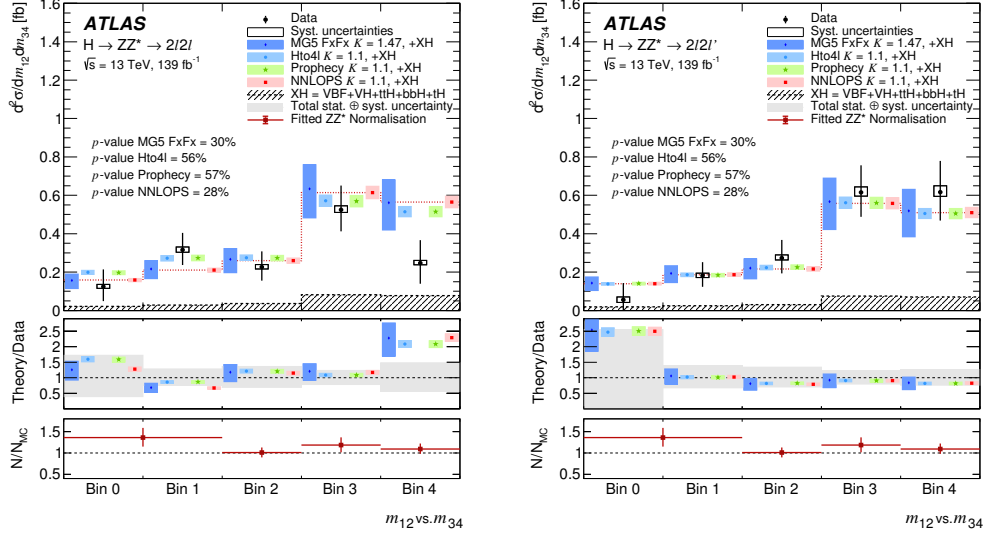 d²σ/dm₁₂dm₃₄ [fb]
1.6
1.4
1.2
1
0.8
0.6
0.4
0.2
0
ATLAS
H → ZZ* → 2l2l
√s = 13 TeV, 139 fb⁻¹
Data
Syst. uncertainties
MG5 FxFx K = 1.47, +XH
Hto4l K = 1.1, +XH
Prophecy K = 1.1, +XH
NNLOPS K = 1.1, +XH
XH = VBF+VH+ttH+bbH+tH
Total stat. ⊕ syst. uncertainty
Fitted ZZ* Normalisation
p-value MG5 FxFx = 30%
p-value Hto4l = 56%
p-value Prophecy = 57%
p-value NNLOPS = 28%
Theory/Data
2.5
2
1.5
1
0.5
N/N_MC
1.5
1
0.5
Bin 0 Bin 1 Bin 2 Bin 3 Bin 4
m₁₂ vs. m₃₄
d²σ/dm₁₂dm₃₄ [fb]
1.6
1.4
1.2
1
0.8
0.6
0.4
0.2
0
ATLAS
H → ZZ* → 2l2l'
√s = 13 TeV, 139 fb⁻¹
Data
Syst. uncertainties
MG5 FxFx K = 1.47, +XH
Hto4l K = 1.1, +XH
Prophecy K = 1.1, +XH
NNLOPS K = 1.1, +XH
XH = VBF+VH+ttH+bbH+tH
Total stat. ⊕ syst. uncertainty
Fitted ZZ* Normalisation
p-value MG5 FxFx = 30%
p-value Hto4l = 56%
p-value Prophecy = 57%
p-value NNLOPS = 28%
Theory/Data
2.5
2
1.5
1
0.5
N/N_MC
1.5
1
0.5
Bin 0 Bin 1 Bin 2 Bin 3 Bin 4
m₁₂ vs. m₃₄